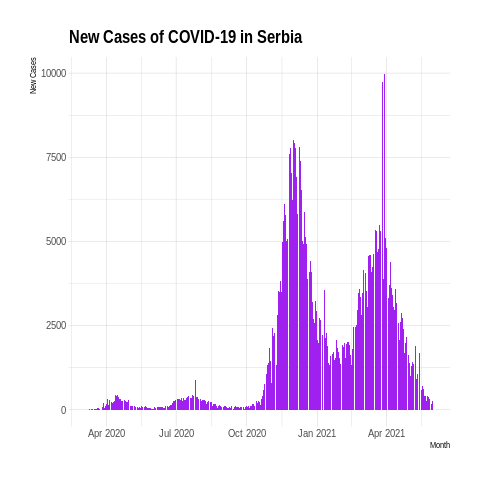 New Cases of COVID-19 in Serbia
New Cases
10000
7500
5000
2500
0
Apr 2020 Jul 2020 Oct 2020 Jan 2021 Apr 2021
Month